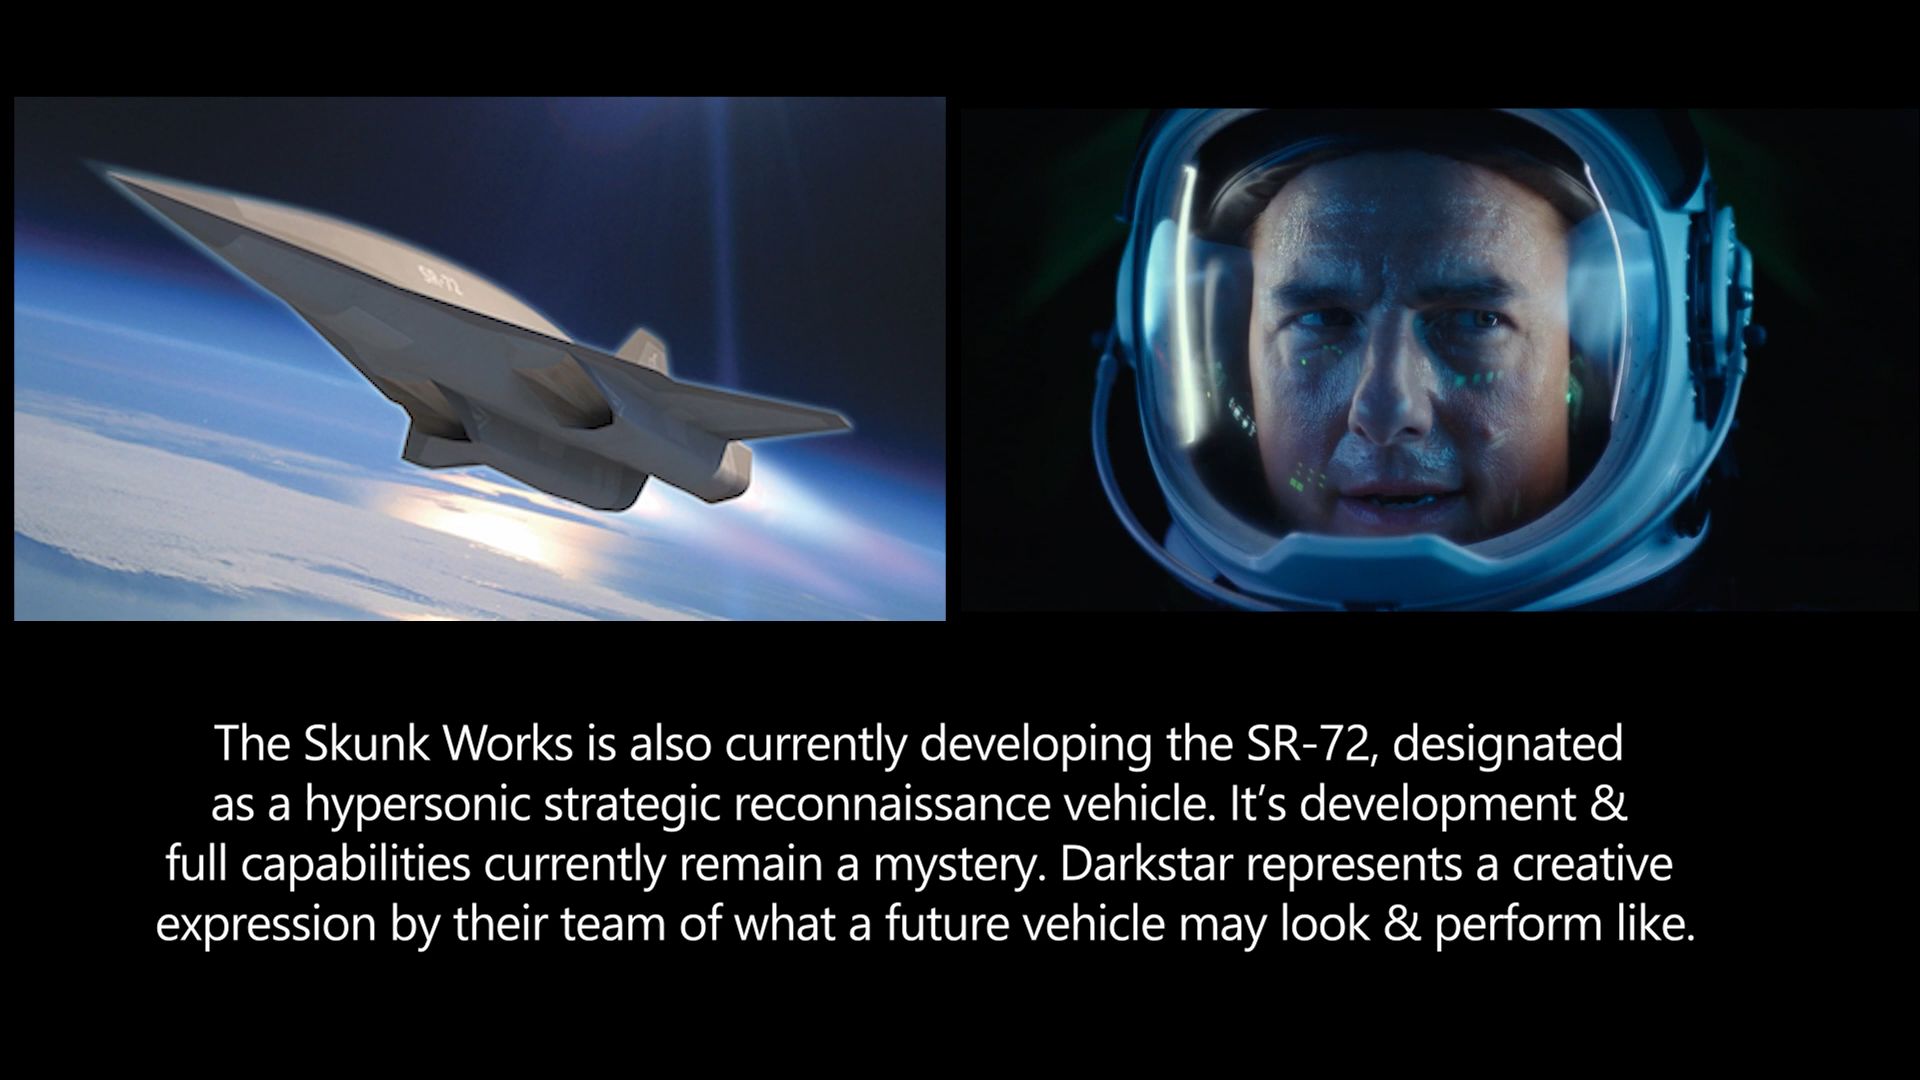 SR-72
The Skunk Works is also currently developing the SR-72, designated
as a hypersonic strategic reconnaissance vehicle. It’s development &
full capabilities currently remain a mystery. Darkstar represents a creative
expression by their team of what a future vehicle may look & perform like.